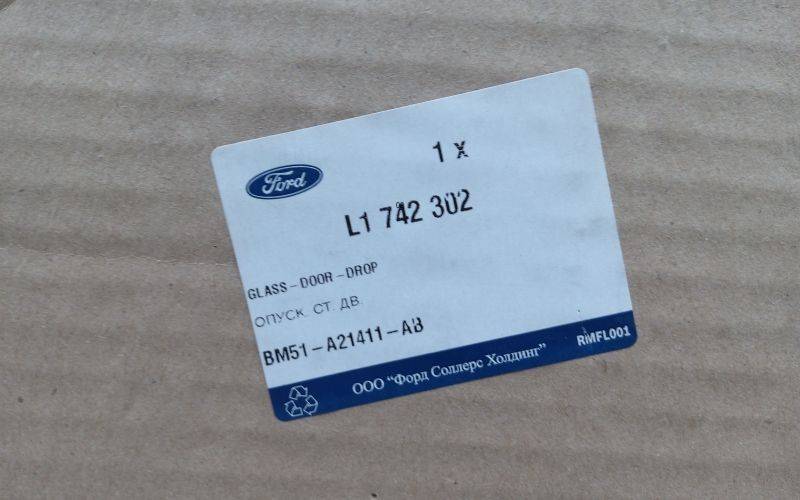 1 X
Ford
L1 742 302
GLASS-DOOR-DROP
ОПУСК. СТ. ДВ.
BM51-A21411-AB
ООО “Форд Соллерс Холдинг”
RMFL001